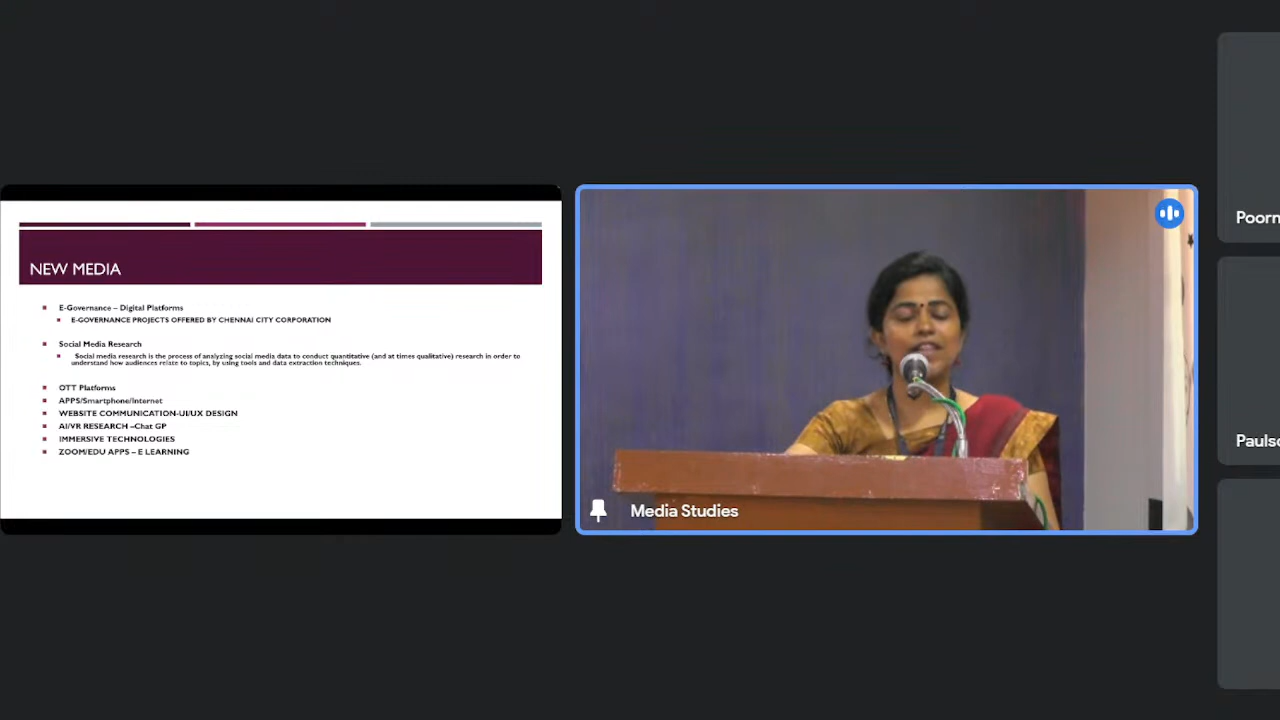 NEW MEDIA
E-Governance – Digital Platforms
E-GOVERNANCE PROJECTS OFFERED BY CHENNAI CITY CORPORATION
Social Media Research
Social media research is the process of analyzing social media data to conduct quantitative (and at times qualitative) research in order to
understand how audiences relate to topics, by using tools and data extraction techniques.
OTT Platforms
APPS/Smartphone/Internet
WEBSITE COMMUNICATION-UI/UX DESIGN
AI/VR RESEARCH –Chat GP
IMMERSIVE TECHNOLOGIES
ZOOM/EDU APPS – E LEARNING
Media Studies